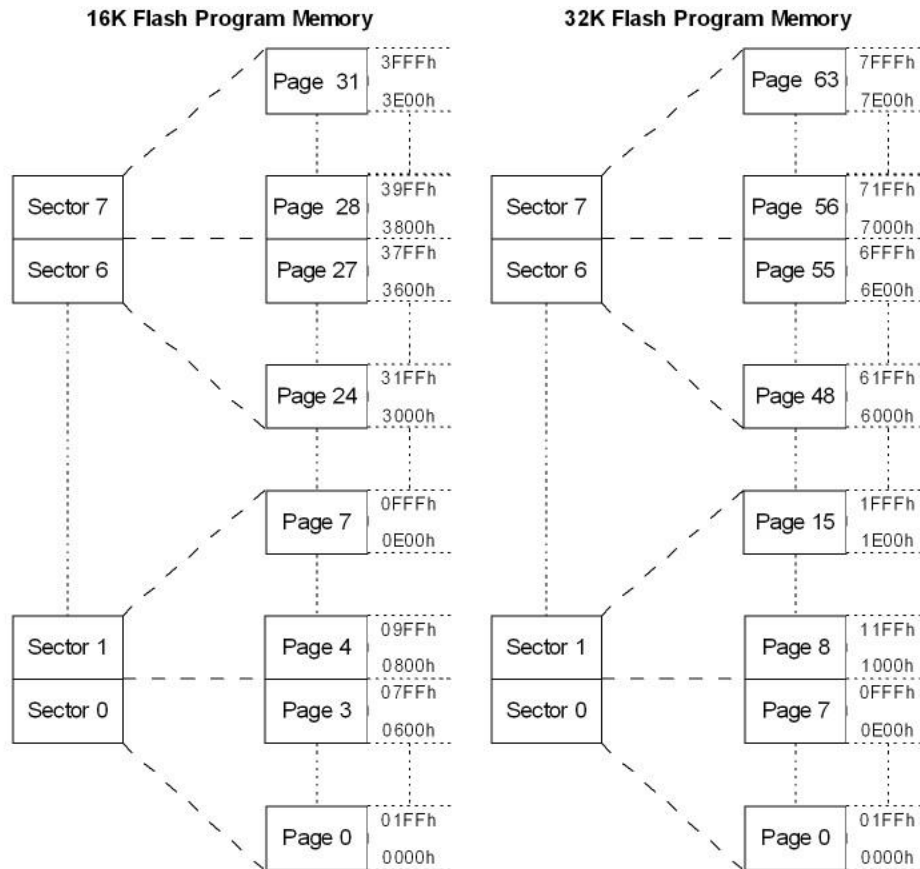 16K Flash Program Memory
3FFFh
Page 31
3E00h
Sector 7
39FFh
Page 28
3800h
Sector 6
37FFh
Page 27
3600h
31FFh
Page 24
3000h
0FFFh
Page 7
0E00h
Sector 1
09FFh
Page 4
0800h
Sector 0
07FFh
Page 3
0600h
01FFh
Page 0
0000h
32K Flash Program Memory
7FFFh
Page 63
7E00h
Sector 7
71FFh
Page 56
7000h
Sector 6
6FFFh
Page 55
6E00h
61FFh
Page 48
6000h
1FFFh
Page 15
1E00h
Sector 1
11FFh
Page 8
1000h
Sector 0
0FFFh
Page 7
0E00h
01FFh
Page 0
0000h